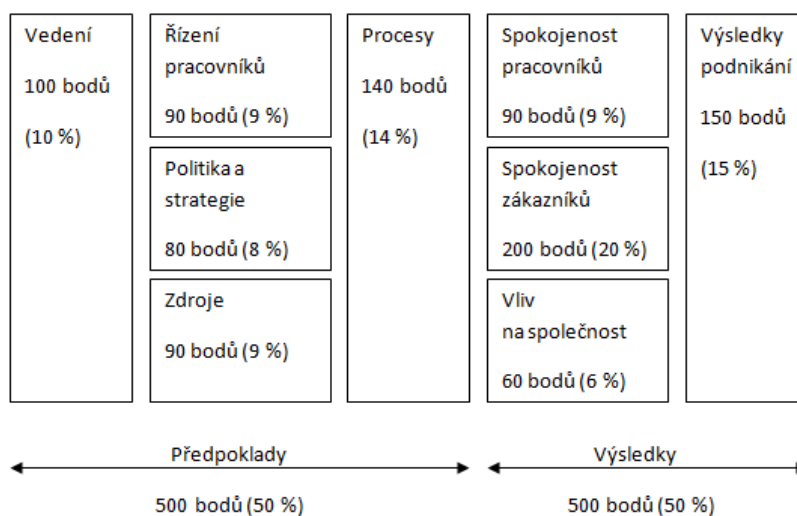 Vedení
100 bodů
(10 %)
Řízení
pracovníků
90 bodů (9 %)
Politika a
strategie
80 bodů (8 %)
Zdroje
90 bodů (9 %)
Procesy
140 bodů
(14 %)
Spokojenost
pracovníků
90 bodů (9 %)
Spokojenost
zákazníků
200 bodů (20 %)
Vliv
na společnost
60 bodů (6 %)
Výsledky
podnikání
150 bodů
(15 %)
Předpoklady
500 bodů (50 %)
Výsledky
500 bodů (50 %)